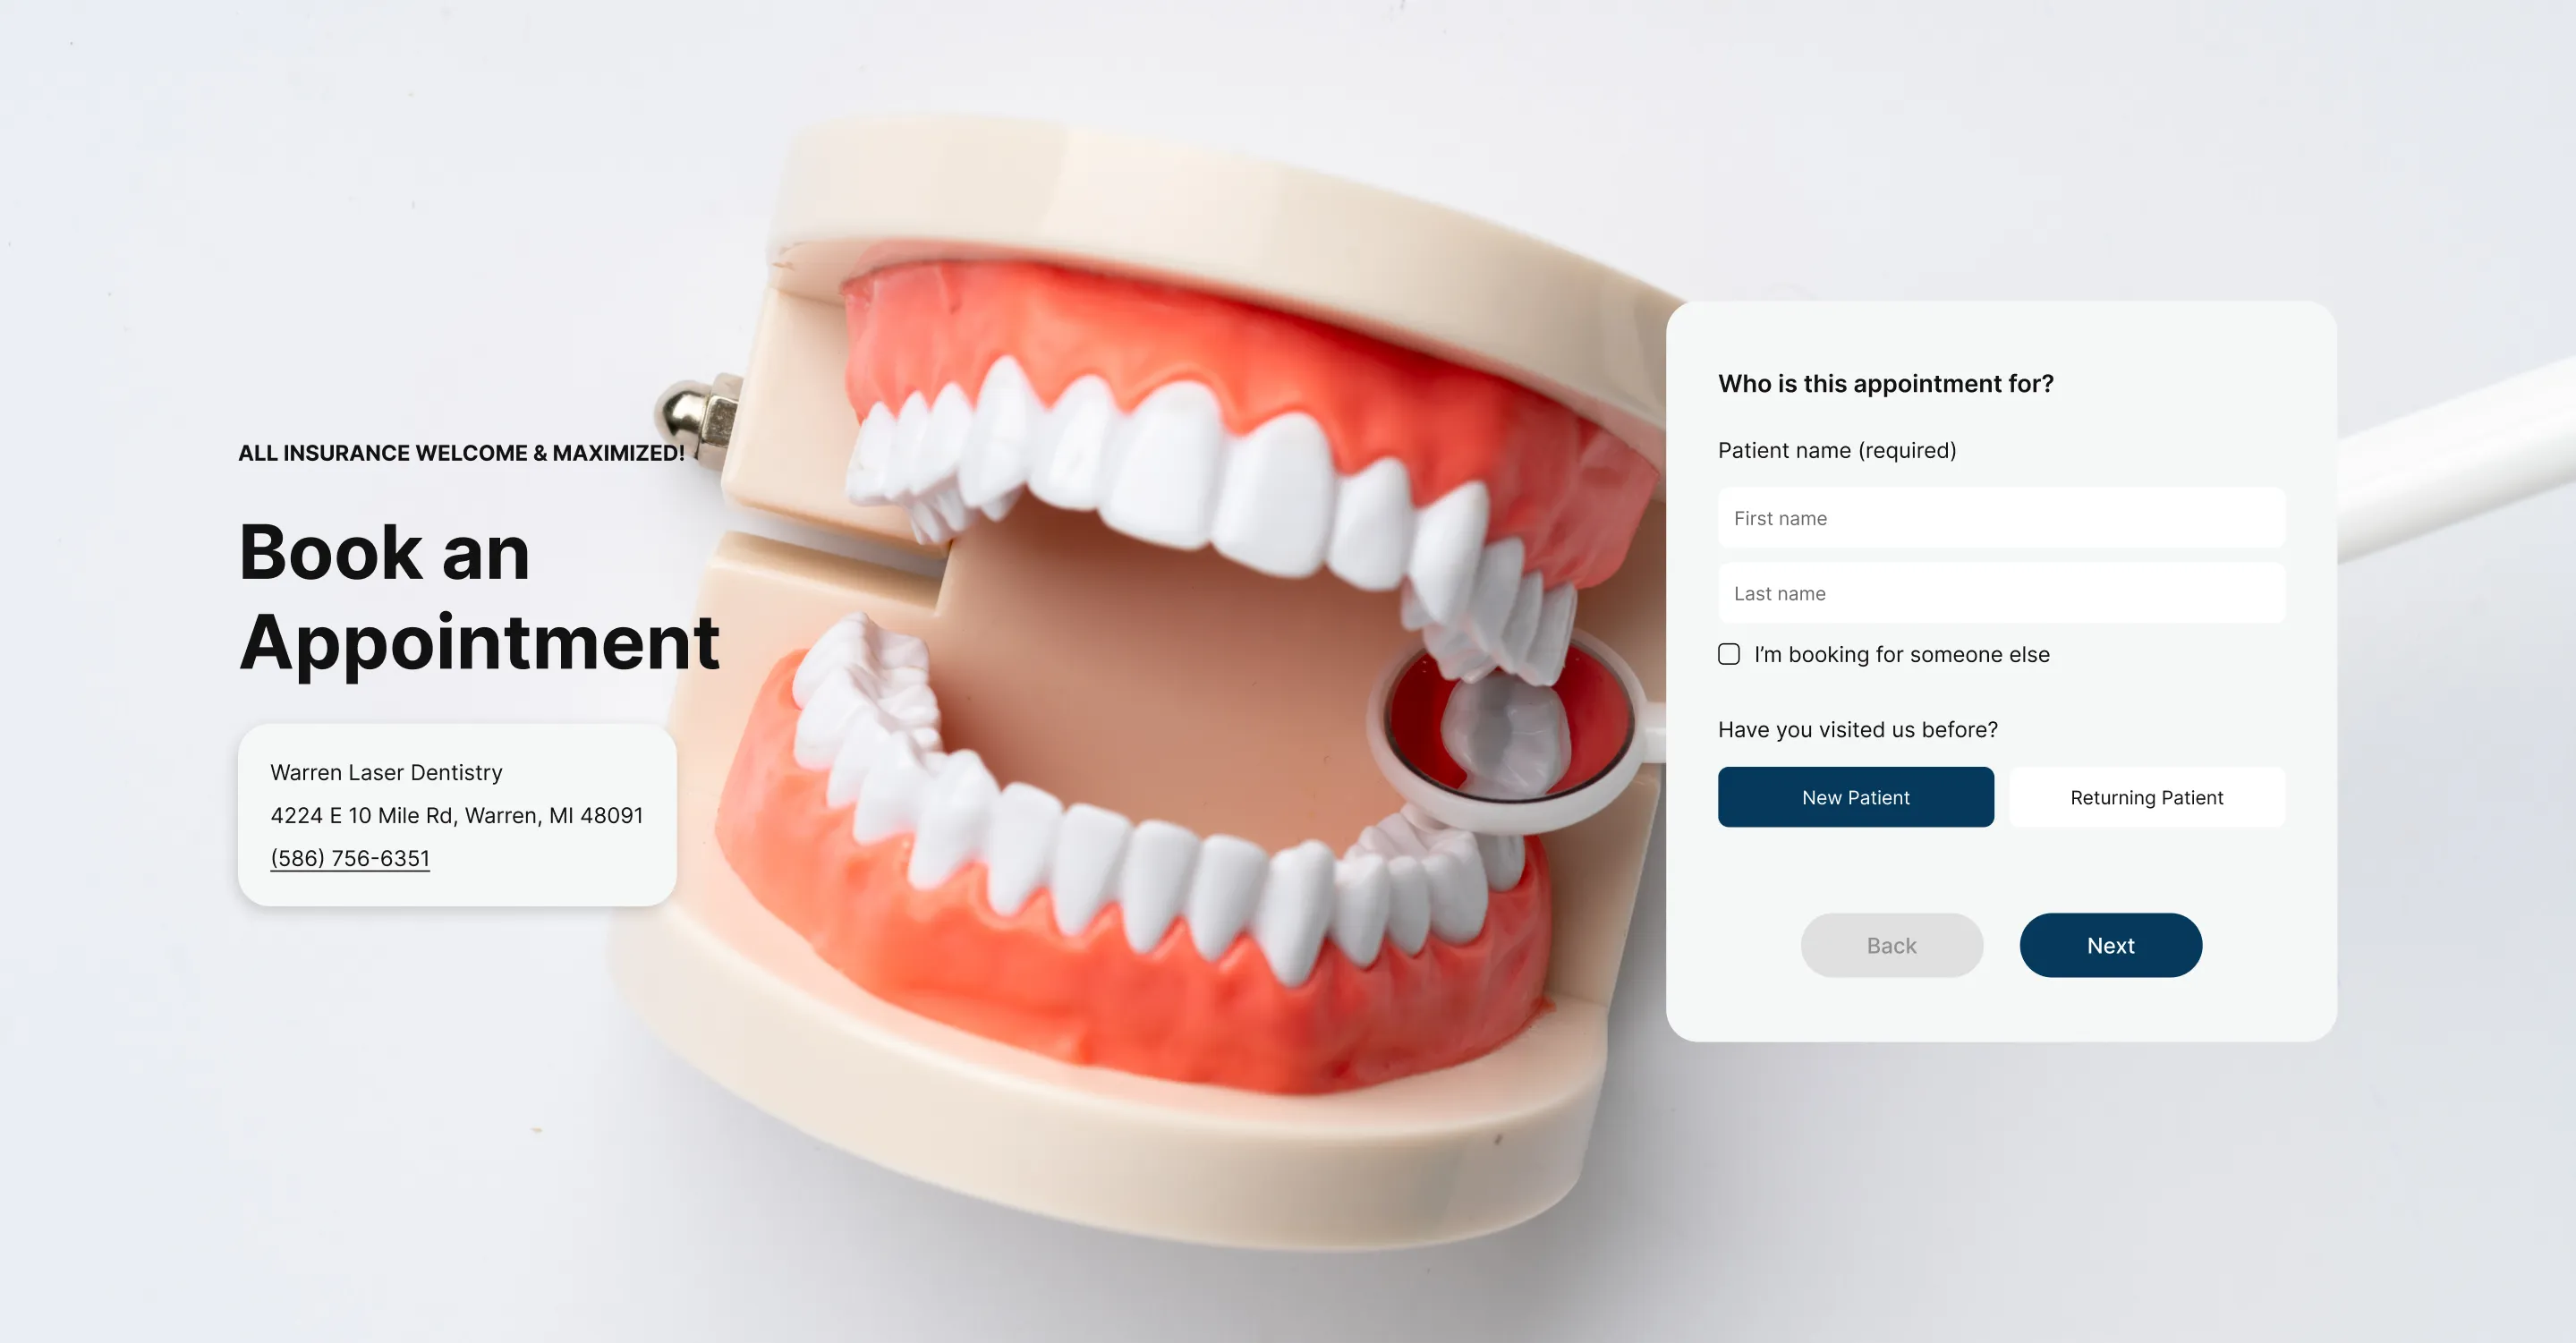 ALL INSURANCE WELCOME & MAXIMIZED!
Book an
Appointment
Warren Laser Dentistry
4224 E 10 Mile Rd, Warren, MI 48091
(586) 756-6351
Who is this appointment for?
Patient name (required)
First name
Last name
I’m booking for someone else
Have you visited us before?
New Patient
Returning Patient
Back
Next